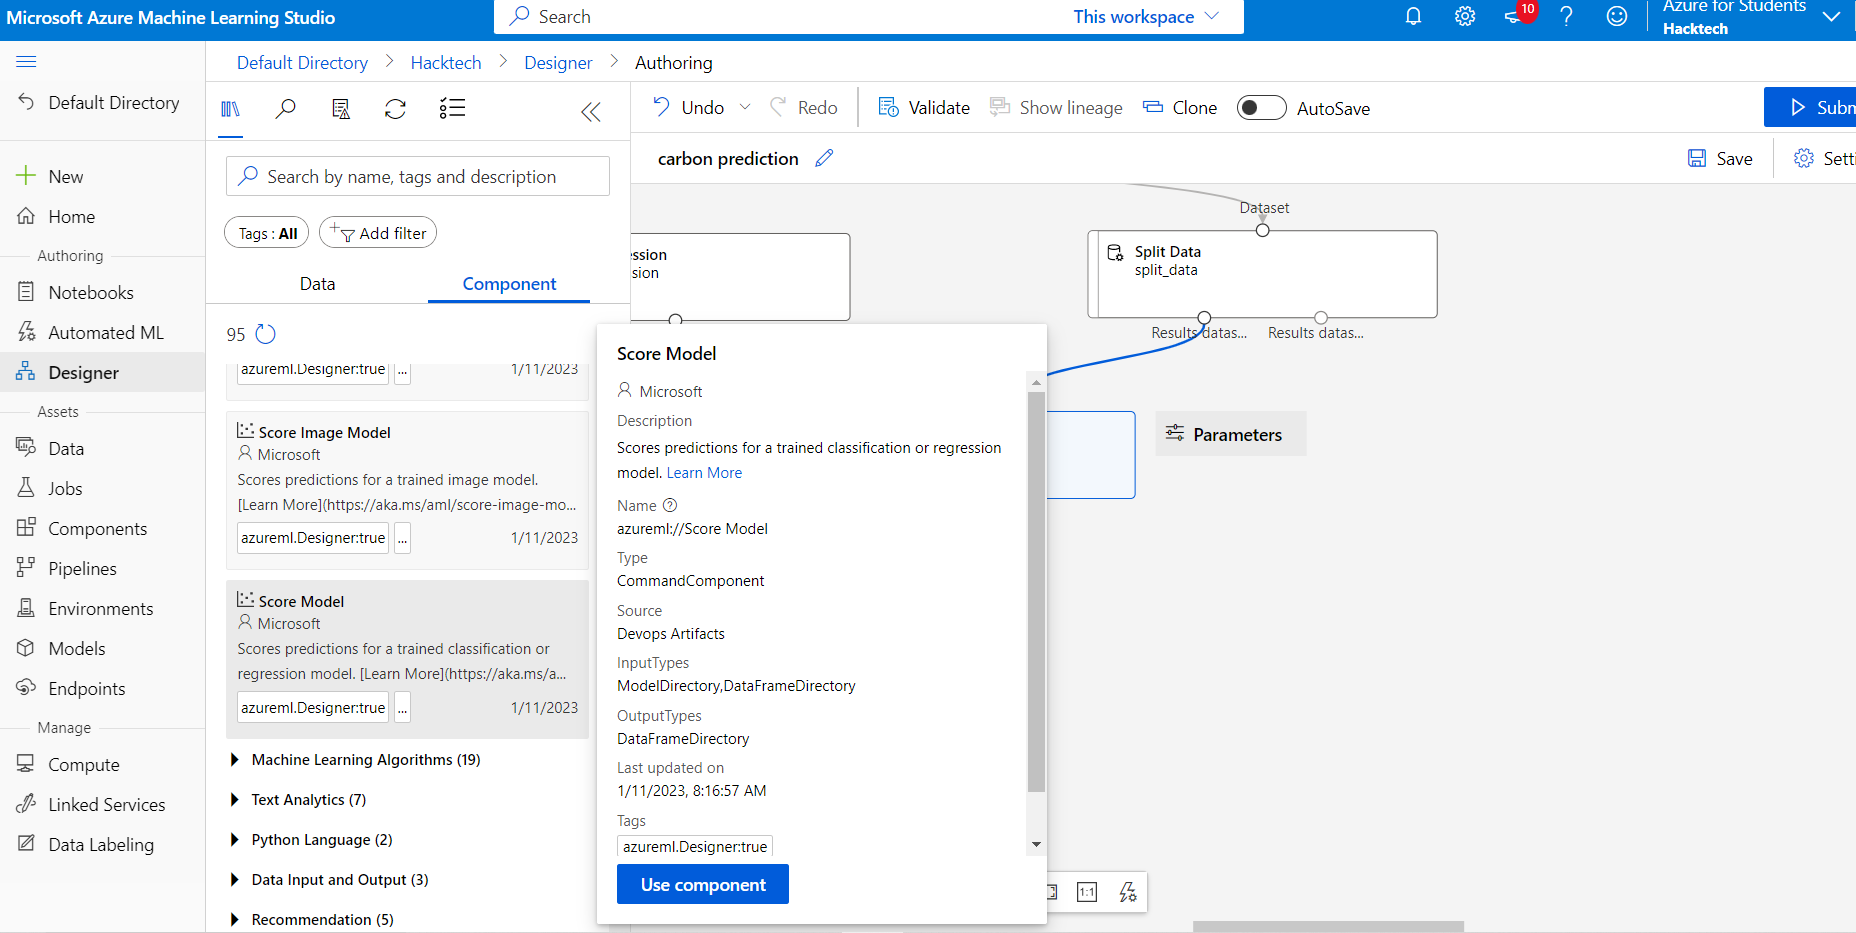 Microsoft Azure Machine Learning Studio
Search
This workspace
10
?
Azure for Students
Hacktech
Default Directory
Hacktech
Designer
Authoring
Default Directory
New
Home
Authoring
Notebooks
Automated ML
Designer
Assets
Data
Jobs
Components
Pipelines
Environments
Models
Endpoints
Manage
Compute
Linked Services
Data Labeling
Search by name, tags and description
Tags : All
Add filter
Data
Component
95
azureml.Designer:true
...
1/11/2023
Score Image Model
Microsoft
Scores predictions for a trained image model.
[Learn More](https://aka.ms/aml/score-image-mo...
azureml.Designer:true
...
1/11/2023
Score Model
Microsoft
Scores predictions for a trained classification or
regression model. [Learn More](https://aka.ms/a...
azureml.Designer:true
...
1/11/2023
Machine Learning Algorithms (19)
Text Analytics (7)
Python Language (2)
Data Input and Output (3)
Recommendation (5)
Undo
Redo
Validate
Show lineage
Clone
AutoSave
Subm
carbon prediction
Save
Setti
ession
sion
Dataset
Split Data
split_data
Results datas...
Results datas...
Parameters
Score Model
Microsoft
Description
Scores predictions for a trained classification or regression
model. Learn More
Name
azureml://Score Model
Type
CommandComponent
Source
Devops Artifacts
InputTypes
ModelDirectory,DataFrameDirectory
OutputTypes
DataFrameDirectory
Last updated on
1/11/2023, 8:16:57 AM
Tags
azureml.Designer:true
Use component
1:1